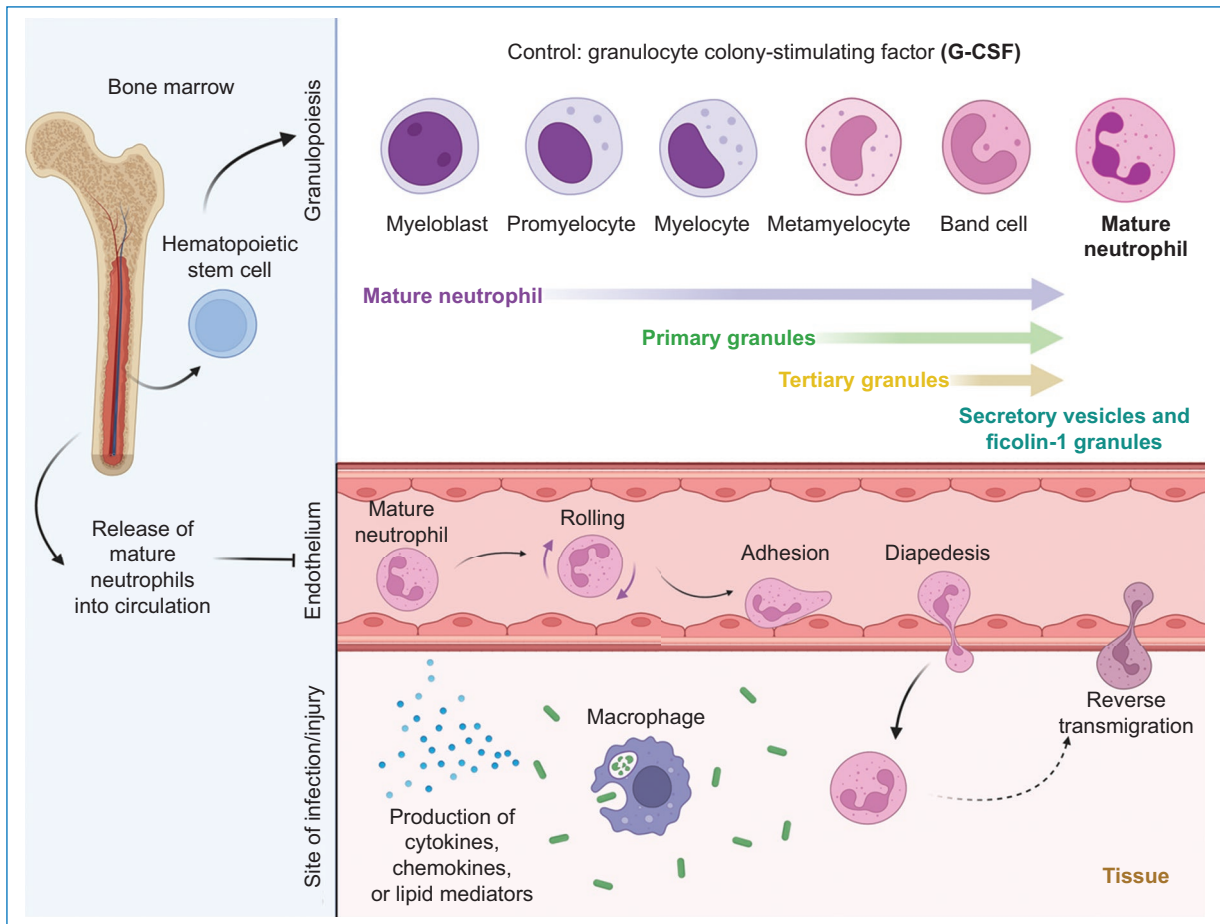 Bone marrow
Granulopoiesis
Hematopoietic
stem cell
Release of
mature
neutrophils
into circulation
Control: granulocyte colony-stimulating factor (G-CSF)
Myeloblast
Promyelocyte
Myelocyte
Metamyelocyte
Band cell
Mature
neutrophil
Mature neutrophil
Primary granules
Tertiary granules
Secretory vesicles and
ficolin-1 granules
Endothelium
Mature
neutrophil
Rolling
Adhesion
Diapedesis
Site of infection/injury
Macrophage
Reverse
transmigration
Production of
cytokines,
chemokines,
or lipid mediators
Tissue